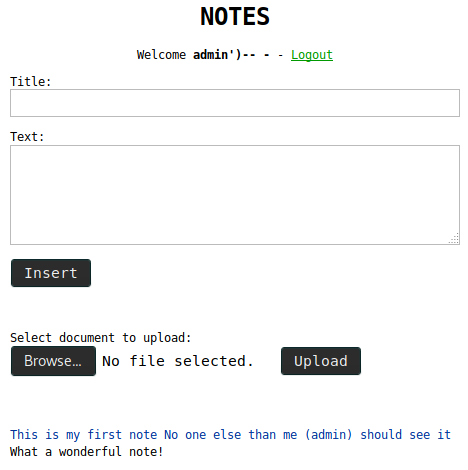 NOTES
Welcome admin')-- - - Logout
Title:
Text:
Insert
Select document to upload:
Browse... No file selected. Upload
This is my first note No one else than me (admin) should see it
What a wonderful note!